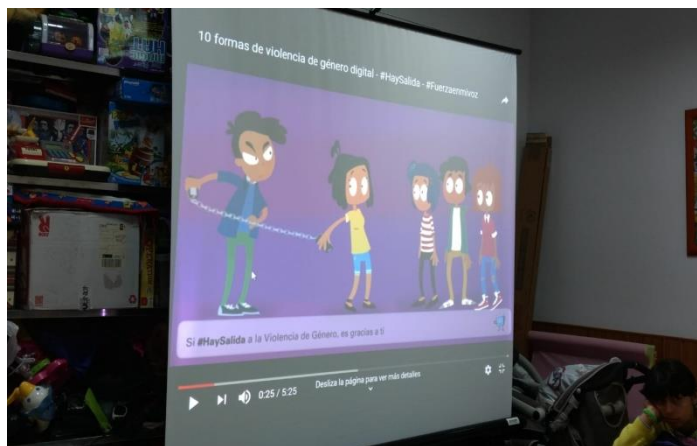 10 formas de violencia de género digital - #HaySalida - #Fuerzaenmivoz
Si #HaySalida a la Violencia de Género, es gracias a ti
0:25 / 5:25
Desliza la página para ver más detalles